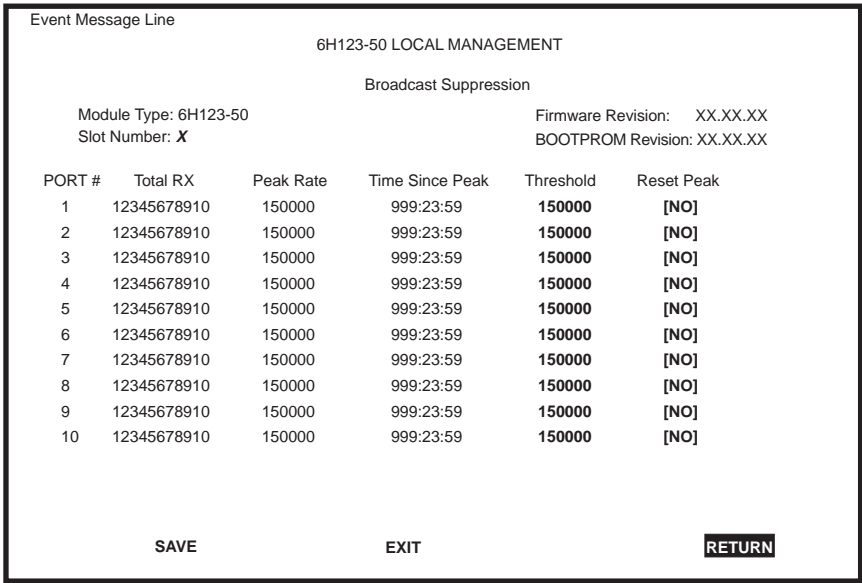 Event Message Line
6H123-50 LOCAL MANAGEMENT
Broadcast Suppression
Module Type: 6H123-50 Firmware Revision: XX.XX.XX
Slot Number: X BOOTPROM Revision: XX.XX.XX
PORT # Total RX Peak Rate Time Since Peak Threshold Reset Peak
1 12345678910 150000 999:23:59 150000 [NO]
2 12345678910 150000 999:23:59 150000 [NO]
3 12345678910 150000 999:23:59 150000 [NO]
4 12345678910 150000 999:23:59 150000 [NO]
5 12345678910 150000 999:23:59 150000 [NO]
6 12345678910 150000 999:23:59 150000 [NO]
7 12345678910 150000 999:23:59 150000 [NO]
8 12345678910 150000 999:23:59 150000 [NO]
9 12345678910 150000 999:23:59 150000 [NO]
10 12345678910 150000 999:23:59 150000 [NO]
SAVE EXIT RETURN